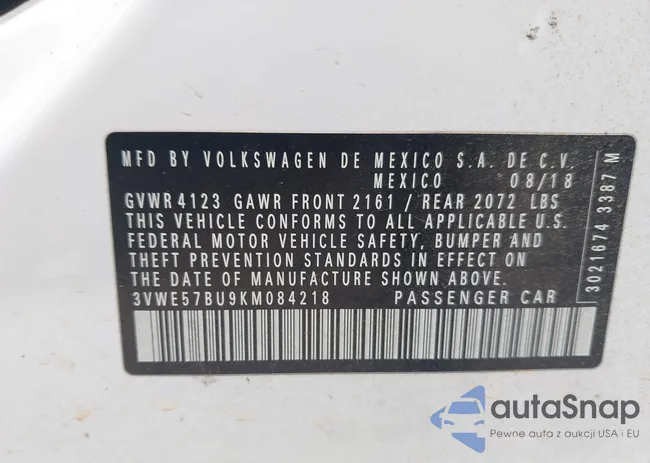 MFD BY VOLKSWAGEN DE MEXICO S.A. DE C.V.
MEXICO 08/18
GVWR 4123 GAWR FRONT 2161 / REAR 2072 LBS
THIS VEHICLE CONFORMS TO ALL APPLICABLE U.S.
FEDERAL MOTOR VEHICLE SAFETY, BUMPER AND
THEFT PREVENTION STANDARDS IN EFFECT ON
THE DATE OF MANUFACTURE SHOWN ABOVE.
3VWE57BU9KM084218 PASSENGER CAR
3021674 3387 M
autaSnap
Pewne auta z aukcji USA i EU